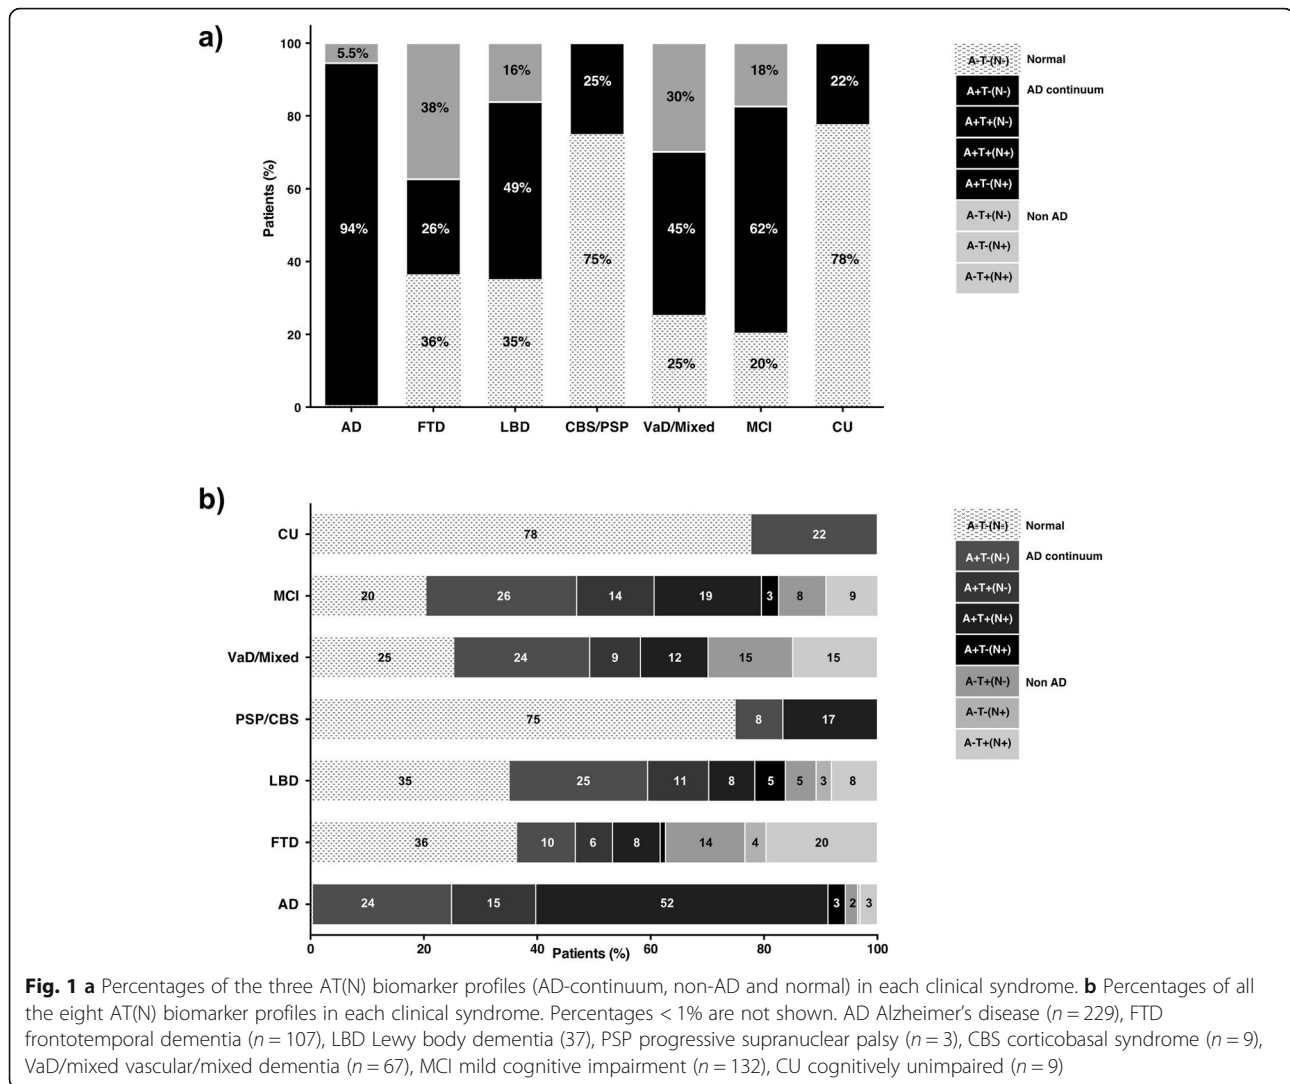 a)
100
80
60
40
20
0
Patients (%)
5.5%
94%
38%
26%
36%
16%
49%
35%
25%
75%
30%
45%
25%
18%
62%
20%
22%
78%
AD FTD LBD CBS/PSP VaD/Mixed MCI CU
A-T-(N-) Normal
A+T-(N-) AD continuum
A+T+(N-)
A+T+(N+)
A+T-(N+)
A-T+(N-) Non AD
A-T-(N+)
A-T+(N+)
b)
CU 78 22
MCI 20 26 14 19 3 8 9
VaD/Mixed 25 24 9 12 15 15
PSP/CBS 75 8 17
LBD 35 25 11 8 5 5 3 8
FTD 36 10 6 8 14 4 20
AD 24 15 52 3 2 3
0 20 40 60 80 100
Patients (%)
A-T-(N-) Normal
A+T-(N-) AD continuum
A+T+(N-)
A+T+(N+)
A+T-(N+)
A-T+(N-) Non AD
A-T-(N+)
A-T+(N+)
Fig. 1 a Percentages of the three AT(N) biomarker profiles (AD-continuum, non-AD and normal) in each clinical syndrome. b Percentages of all
the eight AT(N) biomarker profiles in each clinical syndrome. Percentages < 1% are not shown. AD Alzheimer's disease (n = 229), FTD
frontotemporal dementia (n = 107), LBD Lewy body dementia (37), PSP progressive supranuclear palsy (n = 3), CBS corticobasal syndrome (n = 9),
VaD/mixed vascular/mixed dementia (n = 67), MCI mild cognitive impairment (n = 132), CU cognitively unimpaired (n = 9)